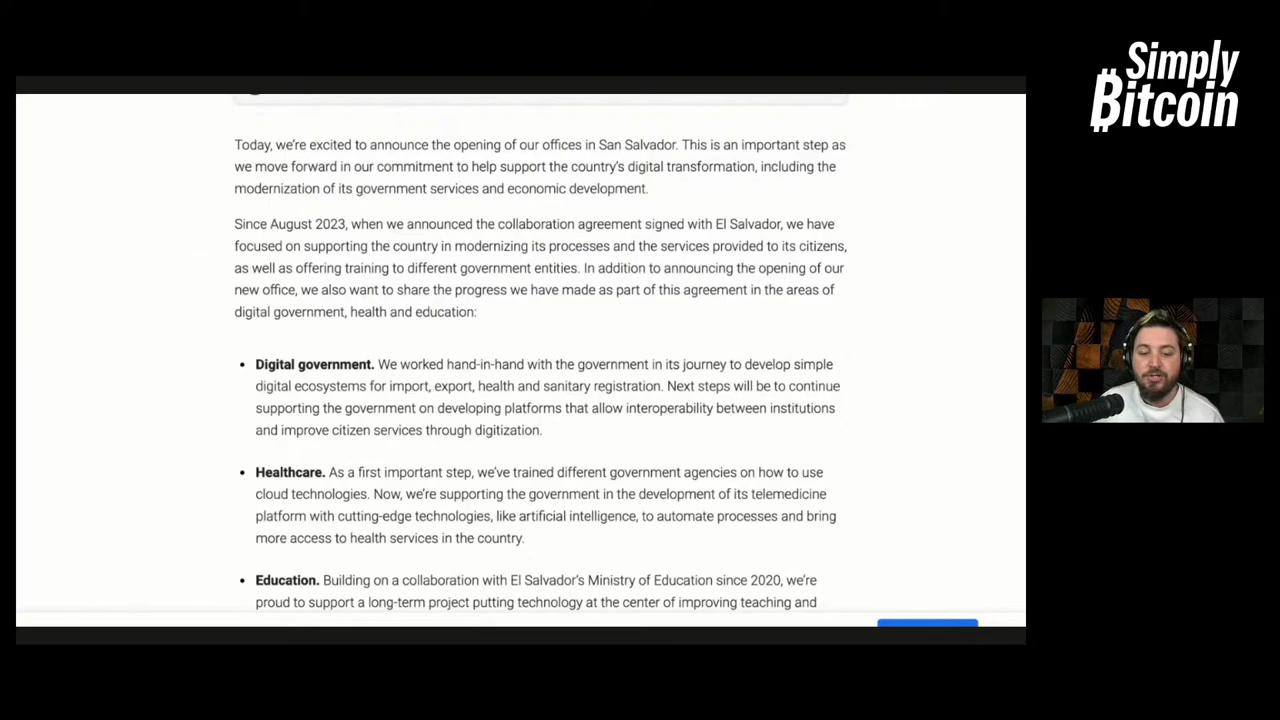 Simply
Bitcoin
Today, we're excited to announce the opening of our offices in San Salvador. This is an important step as
we move forward in our commitment to help support the country's digital transformation, including the
modernization of its government services and economic development.
Since August 2023, when we announced the collaboration agreement signed with El Salvador, we have
focused on supporting the country in modernizing its processes and the services provided to its citizens,
as well as offering training to different government entities. In addition to announcing the opening of our
new office, we also want to share the progress we have made as part of this agreement in the areas of
digital government, health and education:
• Digital government. We worked hand-in-hand with the government in its journey to develop simple
digital ecosystems for import, export, health and sanitary registration. Next steps will be to continue
supporting the government on developing platforms that allow interoperability between institutions
and improve citizen services through digitization.
• Healthcare. As a first important step, we've trained different government agencies on how to use
cloud technologies. Now, we're supporting the government in the development of its telemedicine
platform with cutting-edge technologies, like artificial intelligence, to automate processes and bring
more access to health services in the country.
• Education. Building on a collaboration with El Salvador's Ministry of Education since 2020, we're
proud to support a long-term project putting technology at the center of improving teaching and